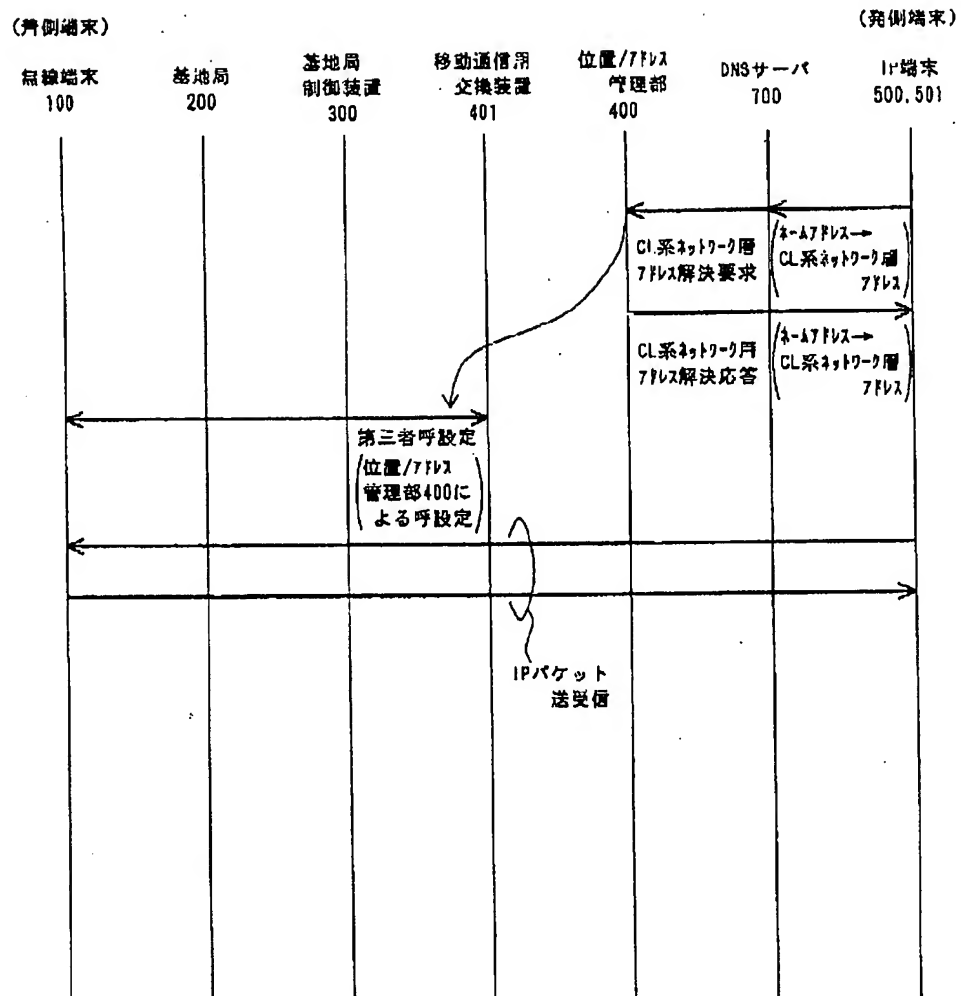 (着側端末)
(発側端末)
無線端末
100
基地局
200
基地局
制御装置
300
移動通信用
交換装置
401
位置/アドレス
管理部
400
DNSサーバ
700
IP端末
500,501
CL系ネットワーク層
アドレス解決要求
(ネームアドレス→
CL系ネットワーク層
アドレス)
CL系ネットワーク層
アドレス解決応答
(ネームアドレス→
CL系ネットワーク層
アドレス)
第三者呼設定
(位置/アドレス
管理部400に
よる呼設定)
IPパケット
送受信